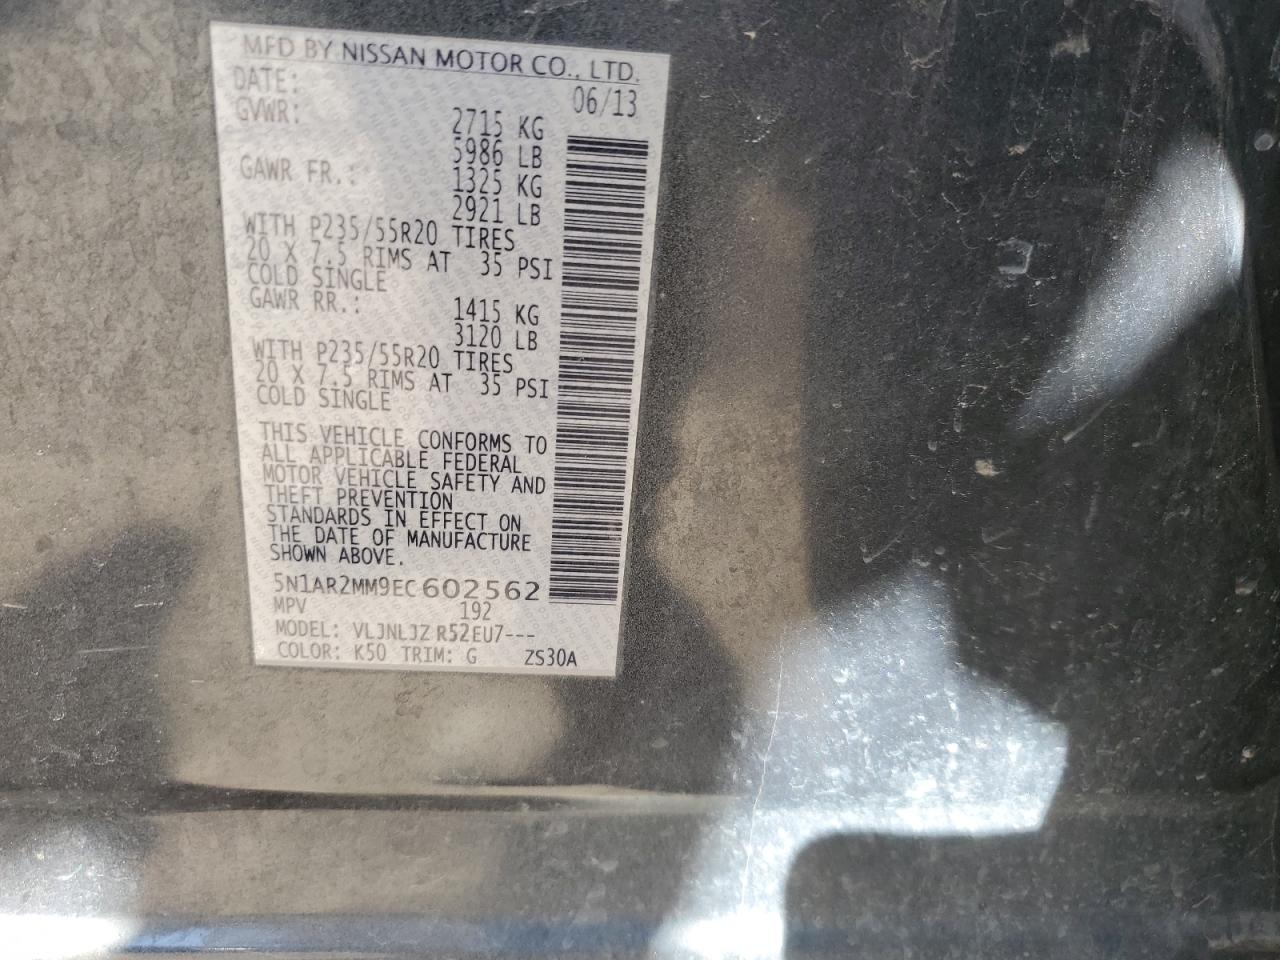 MFD BY NISSAN MOTOR CO., LTD.
DATE: 06/13
GVWR: 2715 KG
5986 LB
GAWR FR.: 1325 KG
2921 LB
WITH P235/55R20 TIRES
20 X 7.5 RIMS AT 35 PSI
COLD SINGLE
GAWR RR.: 1415 KG
3120 LB
WITH P235/55R20 TIRES
20 X 7.5 RIMS AT 35 PSI
COLD SINGLE
THIS VEHICLE CONFORMS TO
ALL APPLICABLE FEDERAL
MOTOR VEHICLE SAFETY AND
THEFT PREVENTION
STANDARDS IN EFFECT ON
THE DATE OF MANUFACTURE
SHOWN ABOVE.
5N1AR2MM9EC602562
MPV 192
MODEL: VLJNLJZ R52EU7---
COLOR: K50 TRIM: G ZS30A